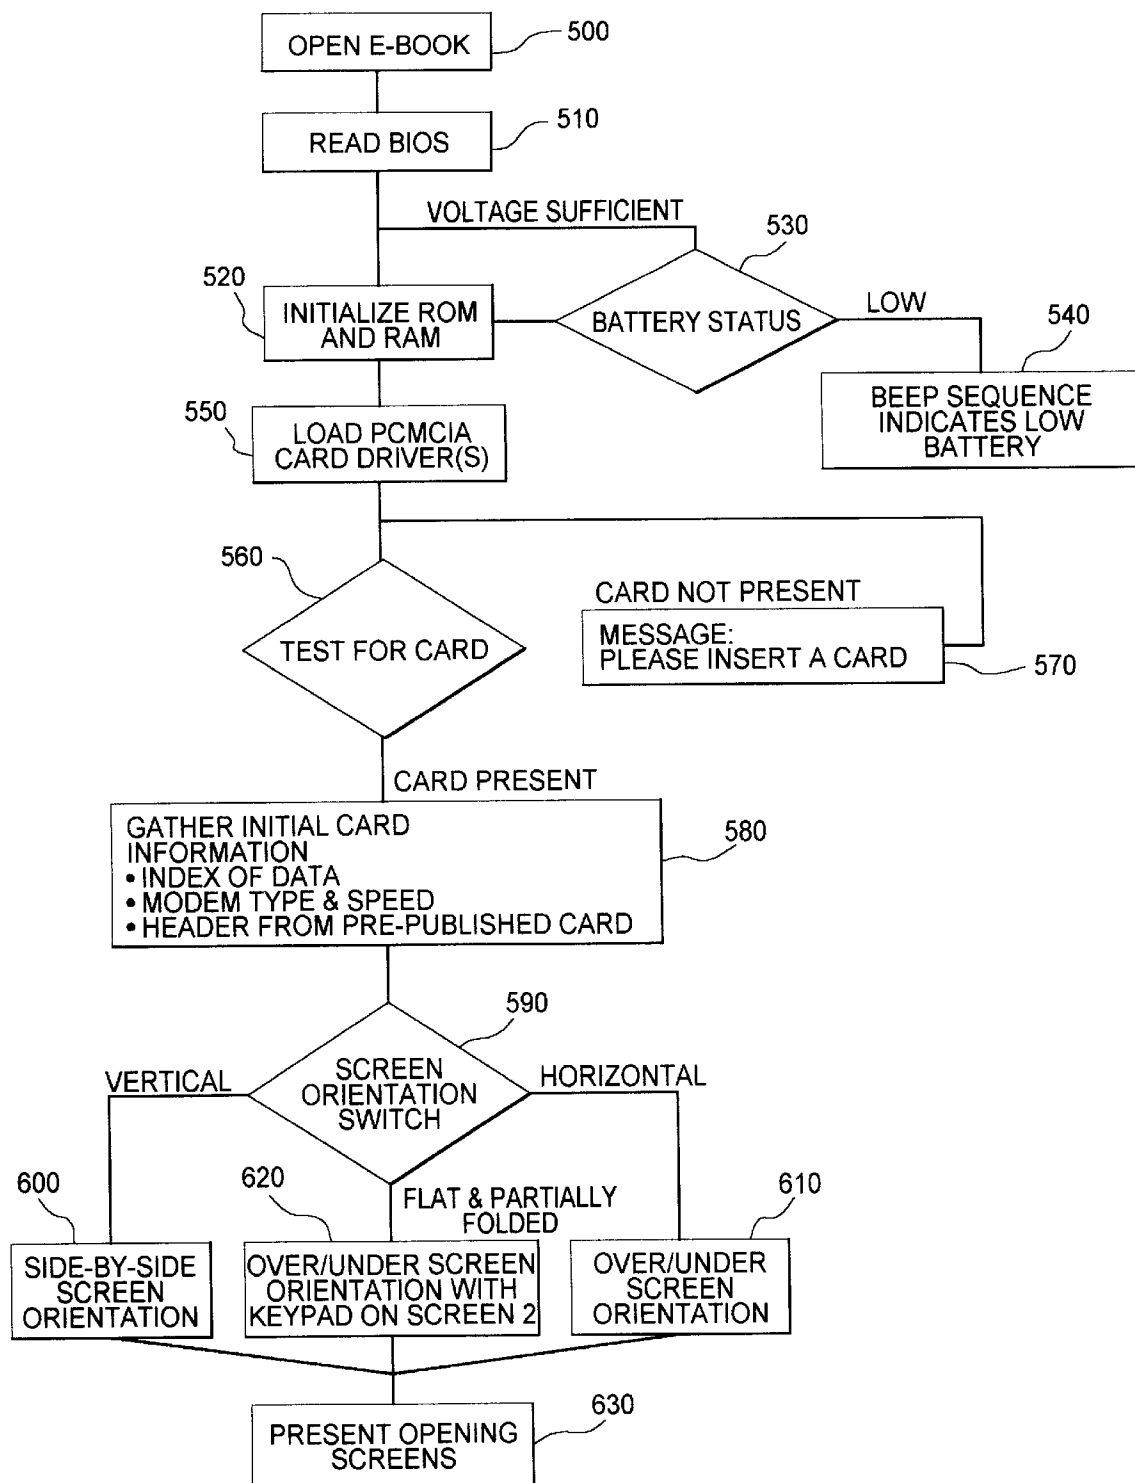 OPEN E-BOOK
500
READ BIOS
510
VOLTAGE SUFFICIENT
530
520
INITIALIZE ROM
AND RAM
BATTERY STATUS
LOW
540
BEEP SEQUENCE
INDICATES LOW
BATTERY
550
LOAD PCMCIA
CARD DRIVER(S)
560
TEST FOR CARD
CARD NOT PRESENT
MESSAGE:
PLEASE INSERT A CARD
570
CARD PRESENT
GATHER INITIAL CARD
INFORMATION
• INDEX OF DATA
• MODEM TYPE & SPEED
• HEADER FROM PRE-PUBLISHED CARD
580
590
SCREEN
ORIENTATION
SWITCH
VERTICAL
HORIZONTAL
FLAT & PARTIALLY
FOLDED
600
SIDE-BY-SIDE
SCREEN
ORIENTATION
620
OVER/UNDER SCREEN
ORIENTATION WITH
KEYPAD ON SCREEN 2
610
OVER/UNDER
SCREEN
ORIENTATION
630
PRESENT OPENING
SCREENS